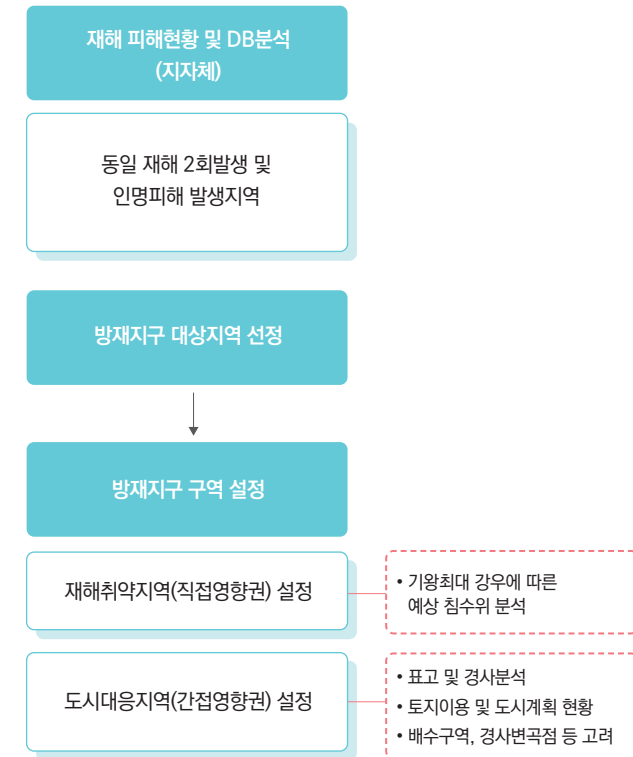 재해 피해현황 및 DB분석
(지자체)
동일 재해 2회발생 및
인명피해 발생지역
방재지구 대상지역 선정
방재지구 구역 설정
재해취약지역(직접영향권) 설정
• 기왕최대 강우에 따른
예상 침수위 분석
도시대응지역(간접영향권) 설정
• 표고 및 경사분석
• 토지이용 및 도시계획 현황
• 배수구역, 경사변곡점 등 고려